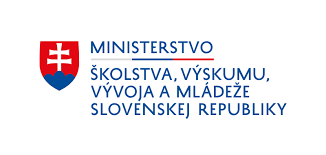 MINISTERSTVO
ŠKOLSTVA, VÝSKUMU,
VÝVOJA A MLÁDEŽE
SLOVENSKEJ REPUBLIKY